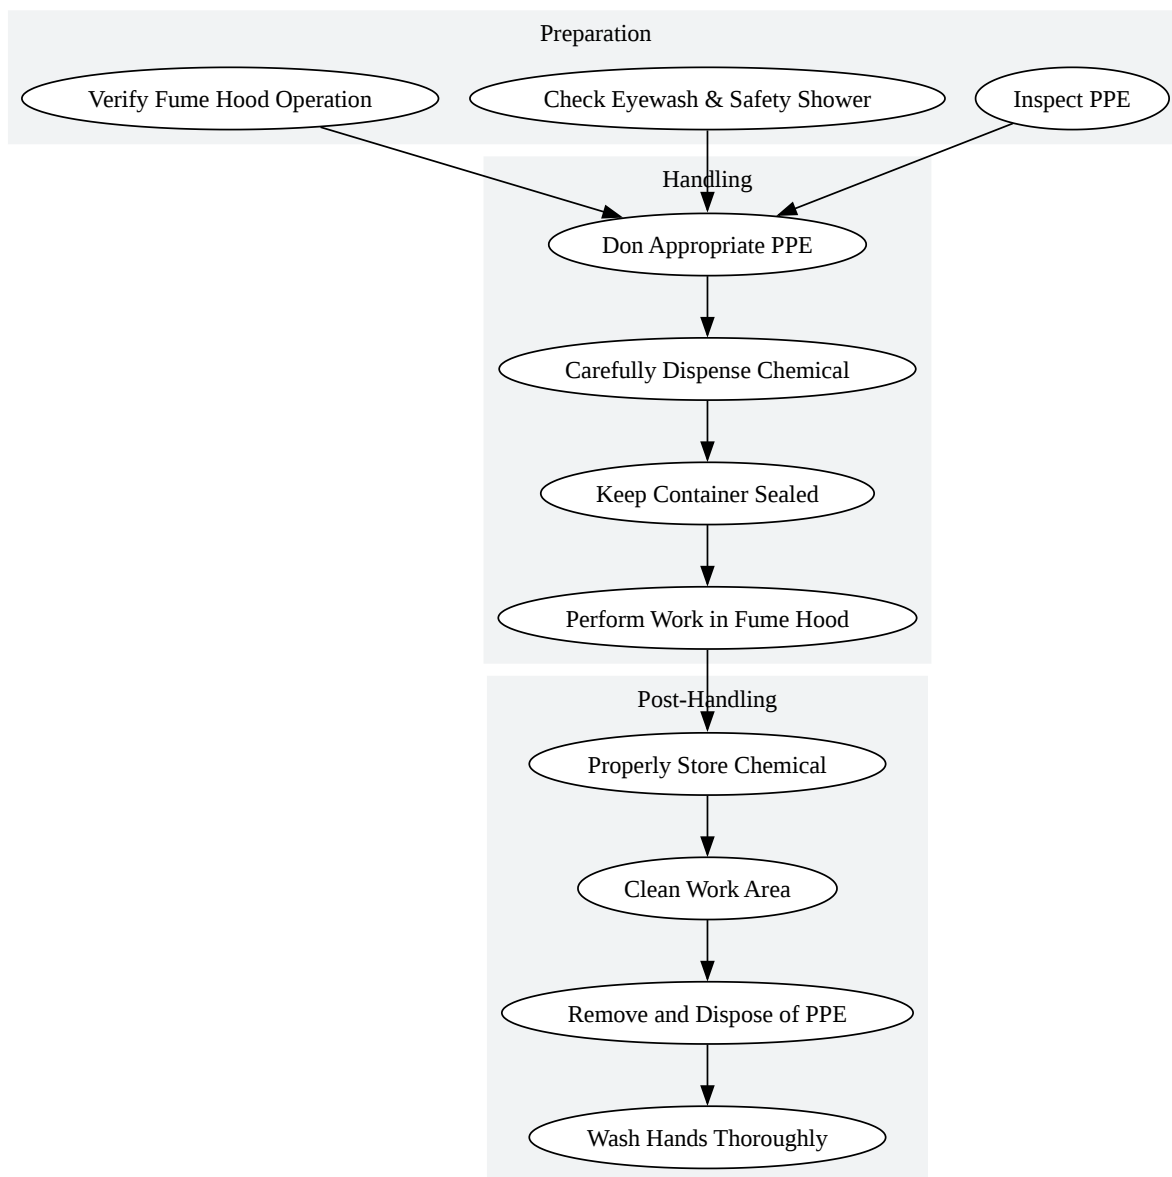 Preparation
Verify Fume Hood Operation
Check Eyewash & Safety Shower
Inspect PPE
Handling
Don Appropriate PPE
Carefully Dispense Chemical
Keep Container Sealed
Perform Work in Fume Hood
Post-Handling
Properly Store Chemical
Clean Work Area
Remove and Dispose of PPE
Wash Hands Thoroughly